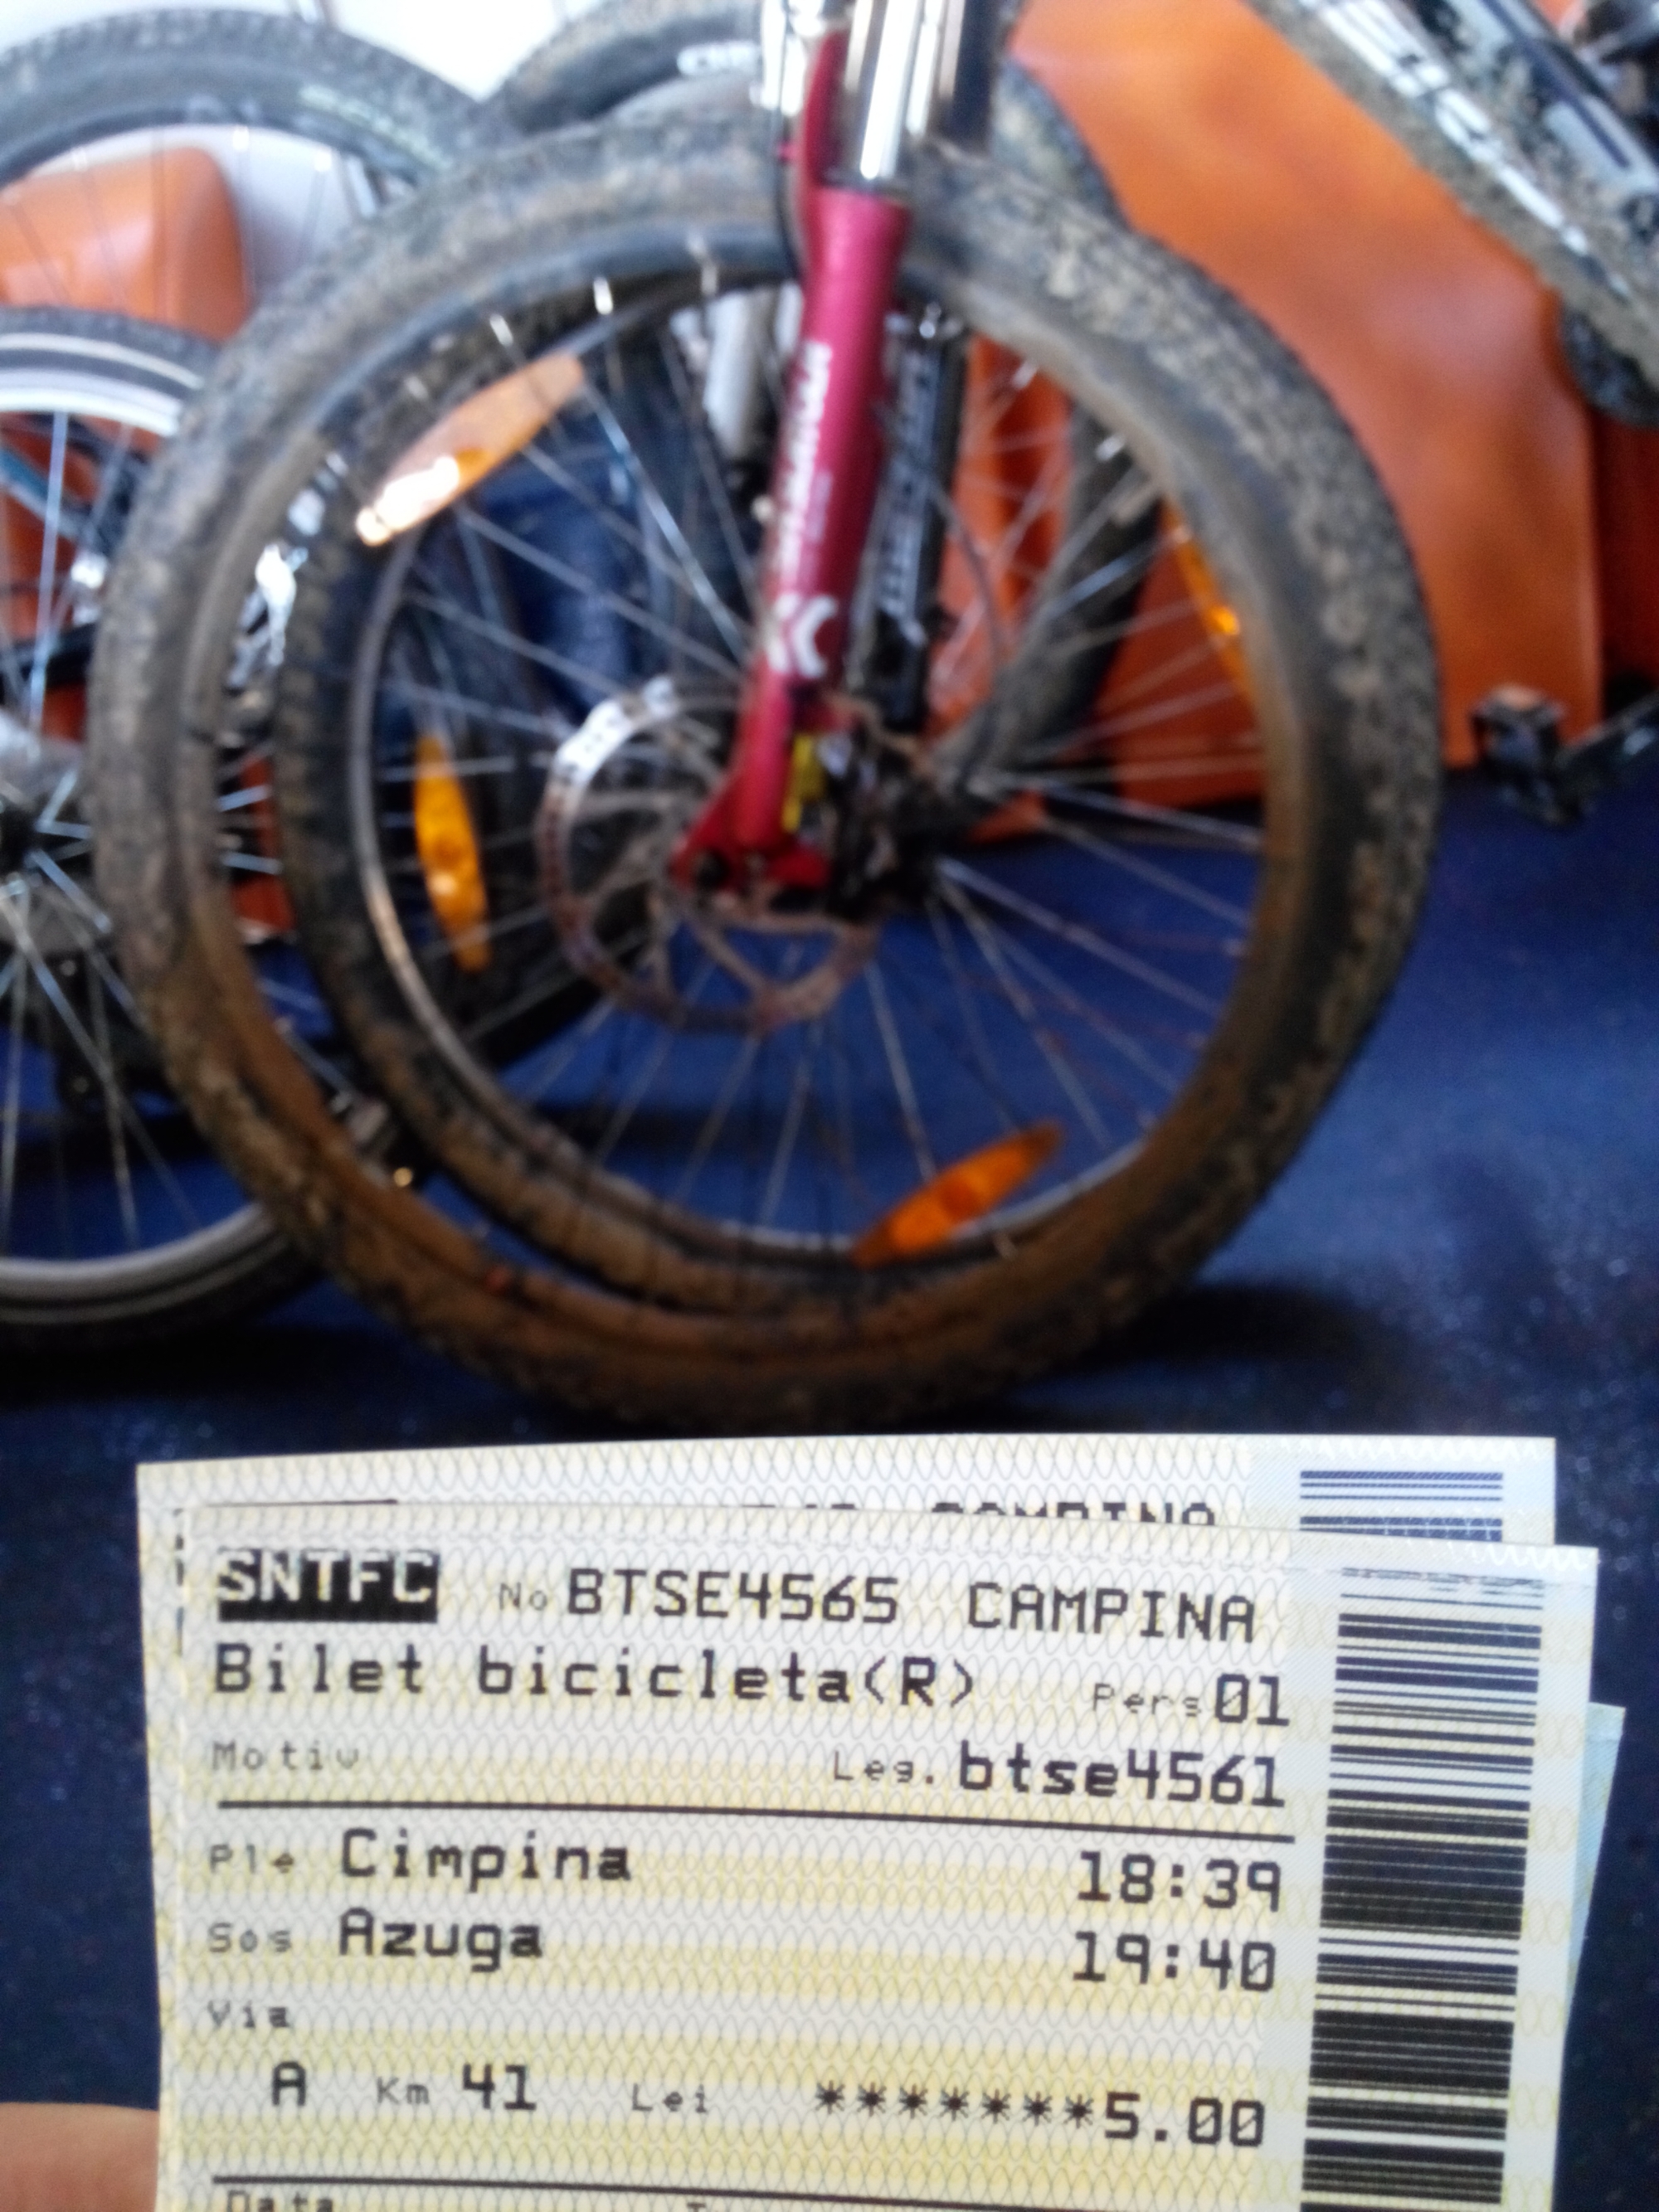 CAMPINA
SNTFC No BTSE4565 CAMPINA
Bilet bicicleta(R) Pers 01
Motiv Leg. btse4561
Ple Cimpina 18:39
Sos Azuga 19:40
Via
A Km 41 Lei *******5.00
Data